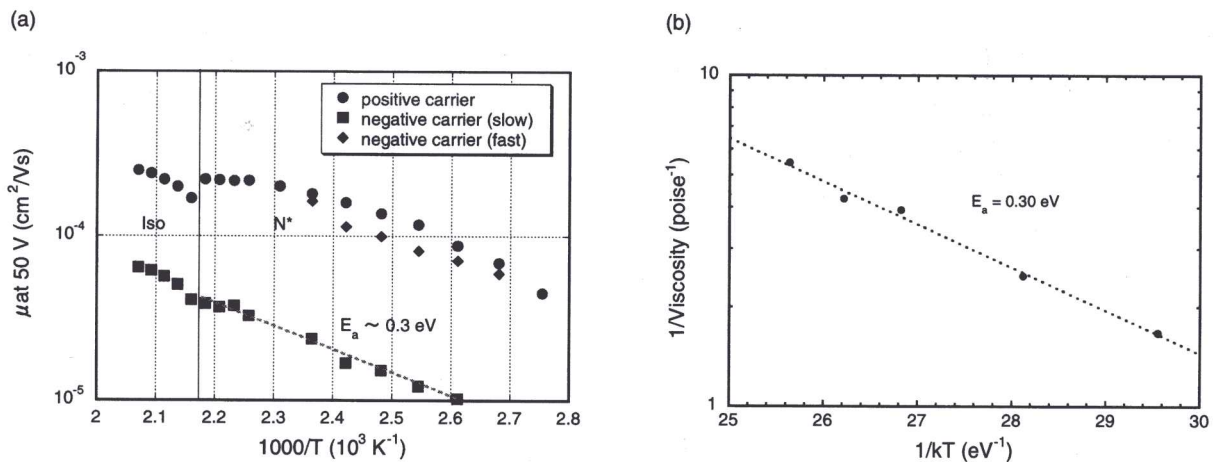 (a)
10⁻³
10⁻⁴
10⁻⁵
μat 50 V (cm²/Vs)
positive carrier
negative carrier (slow)
negative carrier (fast)
Iso
N*
Eₐ ~ 0.3 eV
2 2.1 2.2 2.3 2.4 2.5 2.6 2.7 2.8
1000/T (10³ K⁻¹)
(b)
10
1
1/Viscosity (poise⁻¹)
Eₐ = 0.30 eV
25 26 27 28 29 30
1/kT (eV⁻¹)